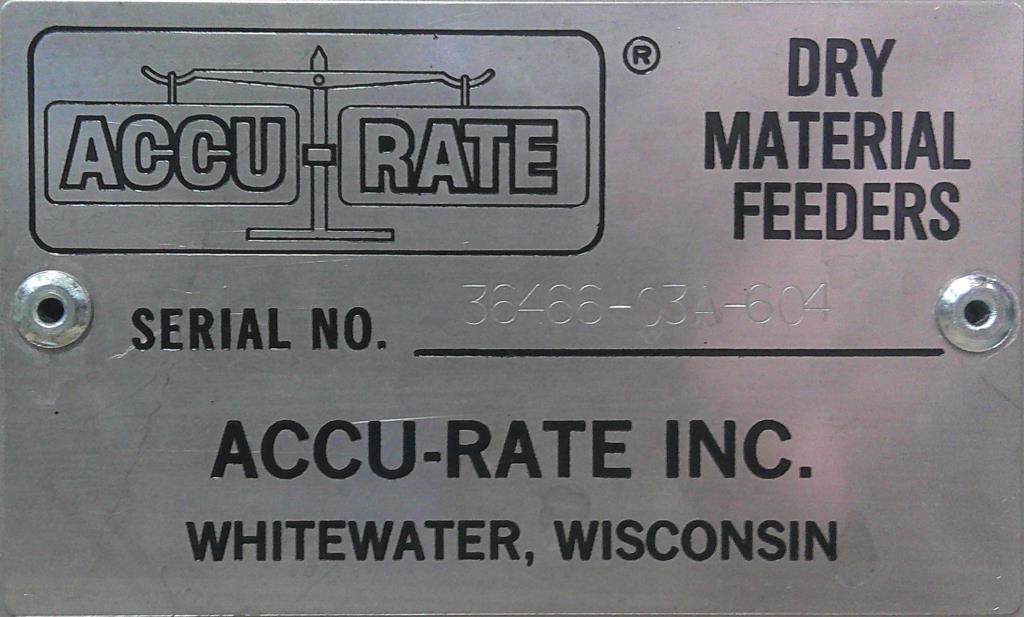 ACCU RATE ®
DRY
MATERIAL
FEEDERS
SERIAL NO. 36466-03A-604
ACCU-RATE INC.
WHITEWATER, WISCONSIN